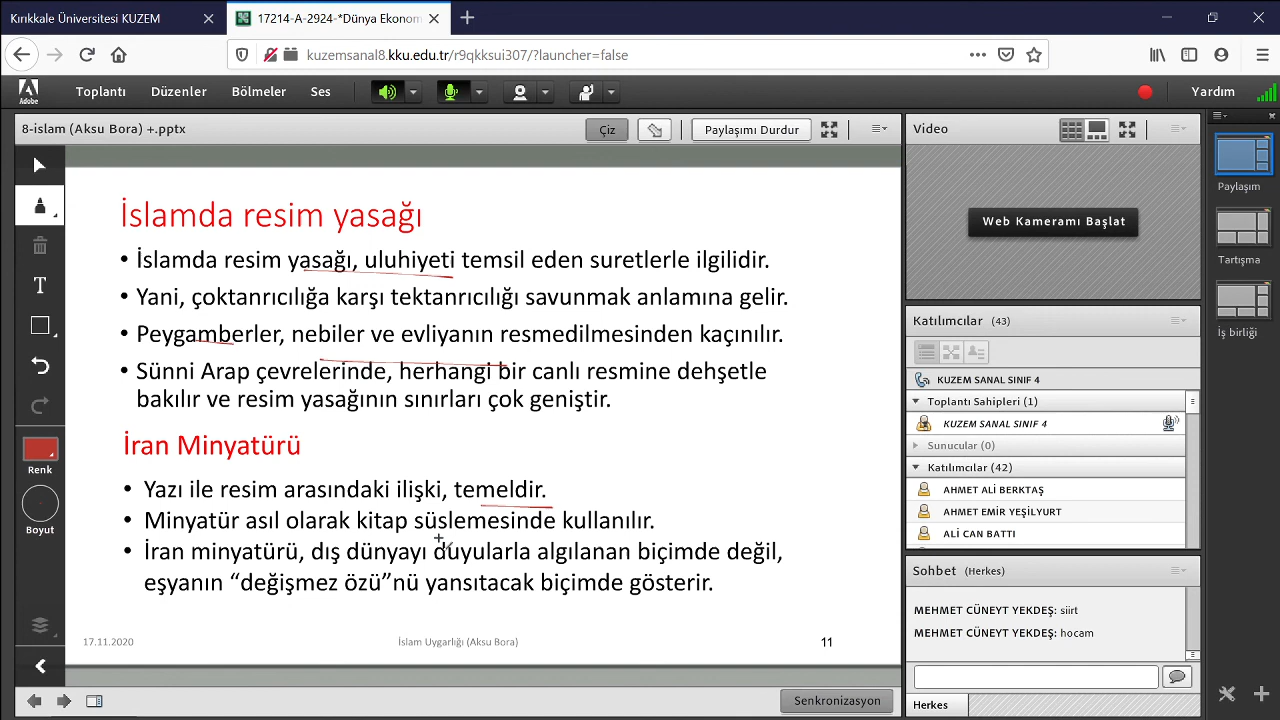 Kırıkkale Üniversitesi KUZEM
17214-A-2924-*Dünya Ekonom
kuzemsanal8.kku.edu.tr/r9qkksui307/?launcher=false
Adobe
Toplantı Düzenler Bölmeler Ses
Yardım
8-islam (Aksu Bora) +.pptx
Çiz
Paylaşımı Durdur
İslamda resim yasağı
• İslamda resim yasağı, uluhiyeti temsil eden suretlerle ilgilidir.
• Yani, çoktanrıcılığa karşı tektanrıcılığı savunmak anlamına gelir.
• Peygamberler, nebiler ve evliyanın resmedilmesinden kaçınılır.
• Sünni Arap çevrelerinde, herhangi bir canlı resmine dehşetle
bakılır ve resim yasağının sınırları çok geniştir.
İran Minyatürü
• Yazı ile resim arasındaki ilişki, temeldir.
• Minyatür asıl olarak kitap süslemesinde kullanılır.
• İran minyatürü, dış dünyayı duyularla algılanan biçimde değil,
eşyanın “değişmez özü”nü yansıtacak biçimde gösterir.
17.11.2020
İslam Uygarlığı (Aksu Bora)
11
T
Renk
Boyut
Senkronizasyon
Video
Web Kameramı Başlat
Katılımcılar (43)
KUZEM SANAL SINIF 4
Toplantı Sahipleri (1)
KUZEM SANAL SINIF 4
Sunucular (0)
Katılımcılar (42)
AHMET ALİ BERKTAŞ
AHMET EMİR YEŞİLYURT
ALİ CAN BATTI
Sohbet (Herkes)
MEHMET CÜNEYT YEKDEŞ: siirt
MEHMET CÜNEYT YEKDEŞ: hocam
Herkes
Paylaşım
Tartışma
İş birliği